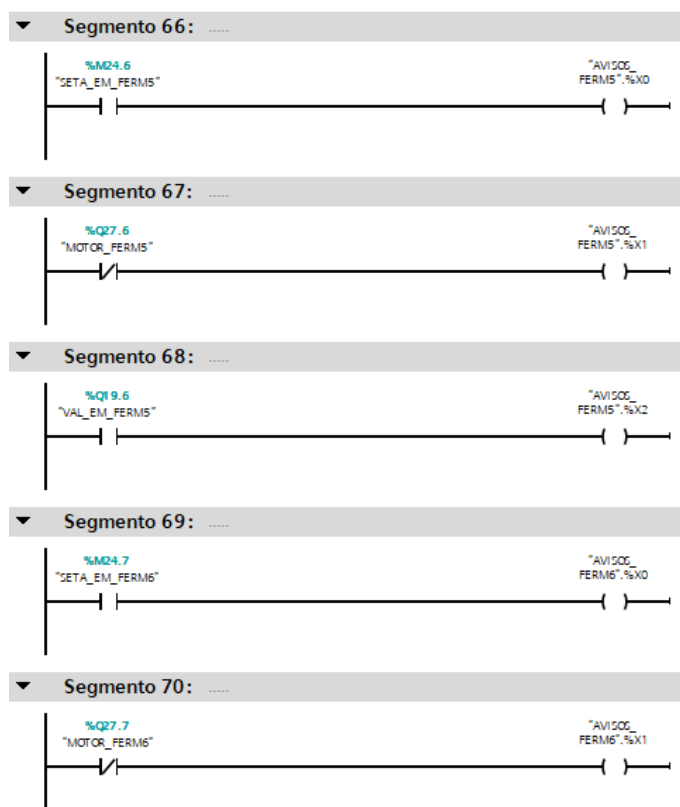 Segmento 66: .....
%M24.6
"SETA_EM_FERM5"
"AVISOS_
FERM5".%X0
Segmento 67: .....
%Q27.6
"MOTOR_FERM5"
"AVISOS_
FERM5".%X1
Segmento 68: .....
%Q19.6
"VAL_EM_FERM5"
"AVISOS_
FERM5".%X2
Segmento 69: .....
%M24.7
"SETA_EM_FERM6"
"AVISOS_
FERM6".%X0
Segmento 70: .....
%Q27.7
"MOTOR_FERM6"
"AVISOS_
FERM6".%X1